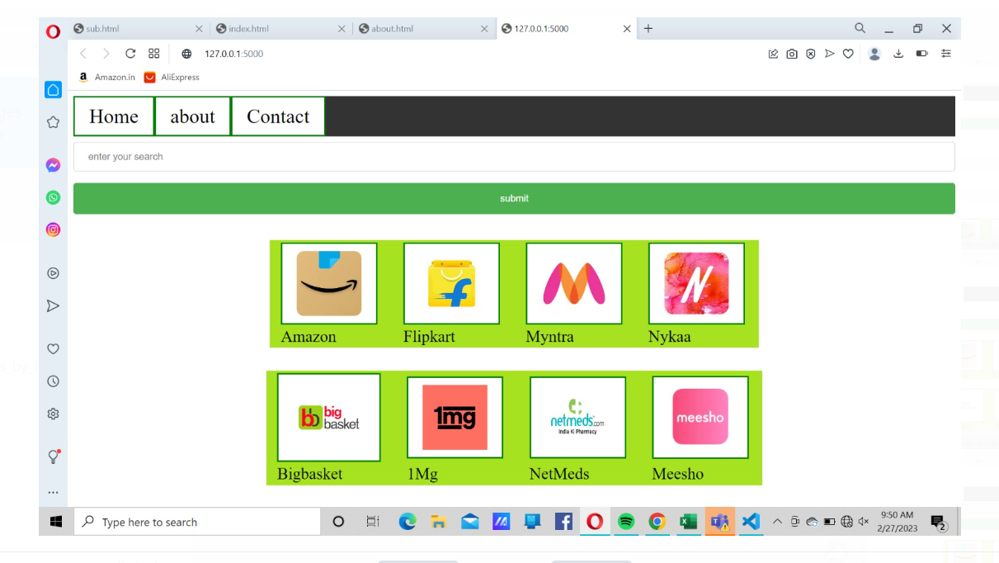 sub.html index.html about.html 127.0.0.1:5000
127.0.0.1:5000
a Amazon.in AliExpress
Home about Contact
enter your search
submit
Amazon Flipkart Myntra Nykaa
bb big basket 1mg netmeds.com India Ki Pharmacy meesho
Bigbasket 1Mg NetMeds Meesho
Type here to search
9:50 AM
2/27/2023
2